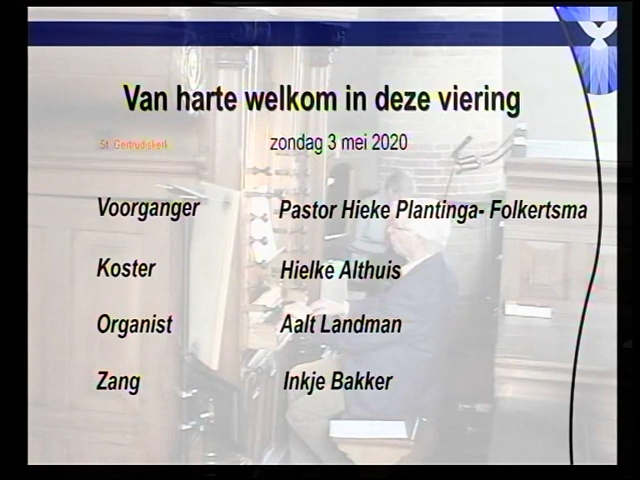 Van harte welkom in deze viering
St. Gertrudiskerk
zondag 3 mei 2020
Voorganger Pastor Hieke Plantinga- Folkertsma
Koster Hielke Althuis
Organist Aalt Landman
Zang Inkje Bakker